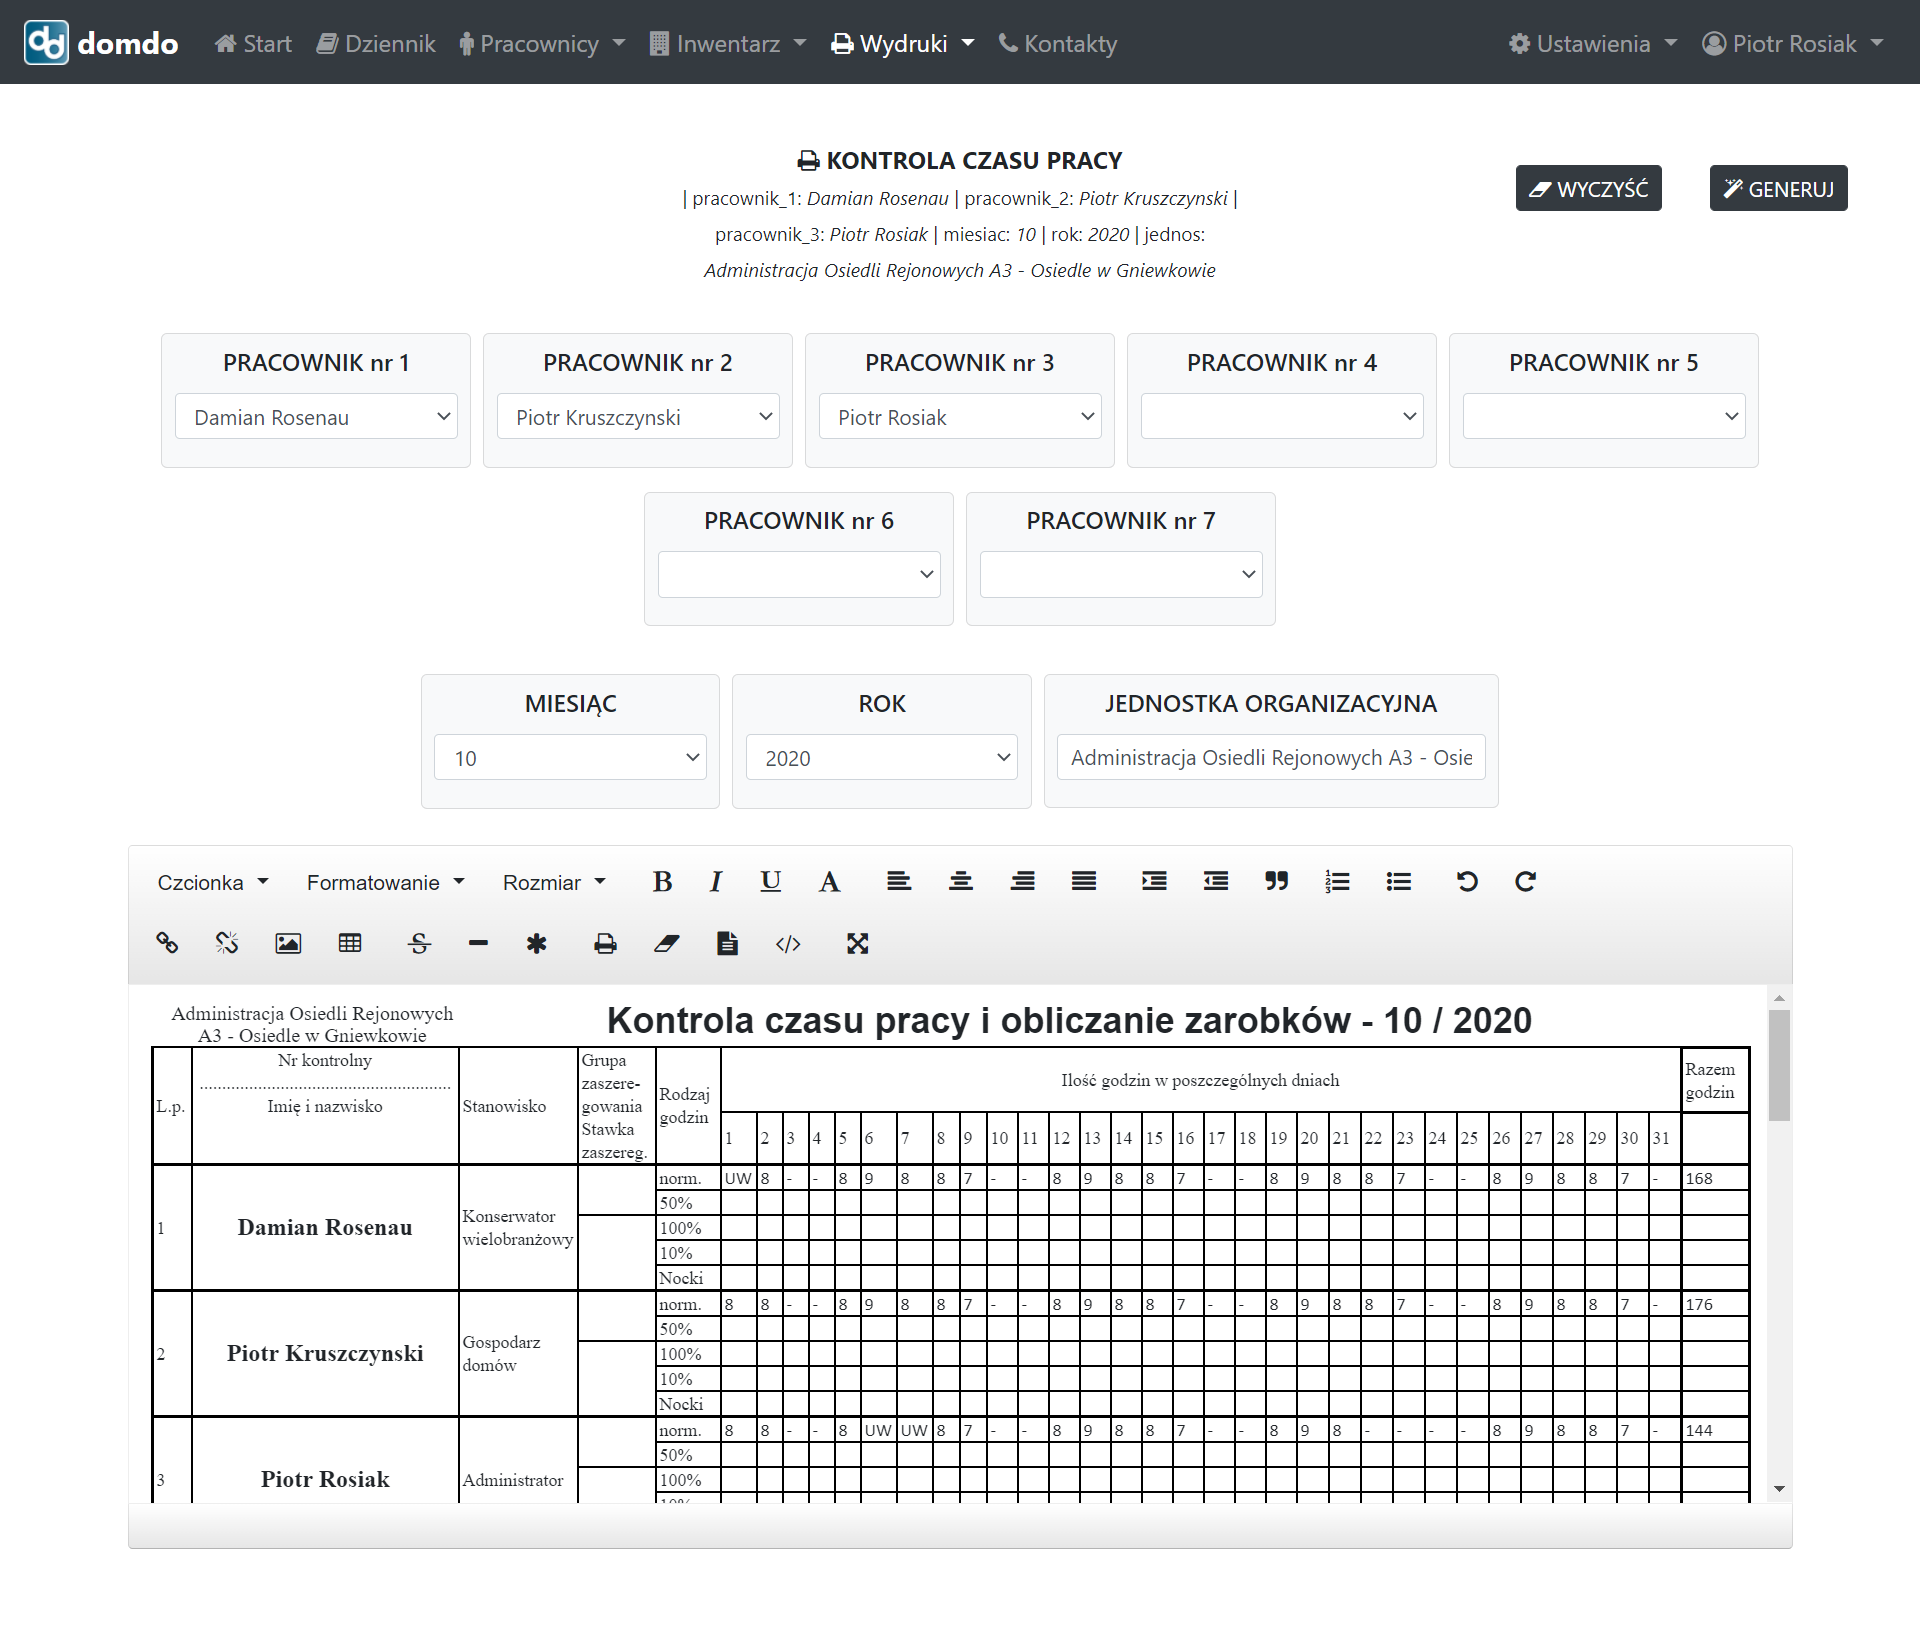 domdo Start Dziennik Pracownicy Inwentarz Wydruki Kontakty Ustawienia Piotr Rosiak
KONTROLA CZASU PRACY
| pracownik_1: Damian Rosenau | pracownik_2: Piotr Kruszczynski |
pracownik_3: Piotr Rosiak | miesiac: 10 | rok: 2020 | jednos:
Administracja Osiedli Rejonowych A3 - Osiedle w Gniewkowie
WYCZYŚĆ GENERUJ
PRACOWNIK nr 1 PRACOWNIK nr 2 PRACOWNIK nr 3 PRACOWNIK nr 4 PRACOWNIK nr 5
Damian Rosenau Piotr Kruszczynski Piotr Rosiak
PRACOWNIK nr 6 PRACOWNIK nr 7
MIESIĄC ROK JEDNOSTKA ORGANIZACYJNA
10 2020 Administracja Osiedli Rejonowych A3 - Osie
Czcionka Formatowanie Rozmiar B I U A
Administracja Osiedli Rejonowych
A3 - Osiedle w Gniewkowie
Kontrola czasu pracy i obliczanie zarobków - 10 / 2020
L.p.
Nr kontrolny
............................................................
Imię i nazwisko
Stanowisko
Grupa
zaszere-
gowania
Stawka
zaszereg.
Rodzaj
godzin
Ilość godzin w poszczególnych dniach
Razem
godzin
1 2 3 4 5 6 7 8 9 10 11 12 13 14 15 16 17 18 19 20 21 22 23 24 25 26 27 28 29 30 31
1
Damian Rosenau
Konserwator
wielobranżowy
norm. UW 8 - - 8 9 8 8 7 - - 8 9 8 8 7 - - 8 9 8 8 7 - - 8 9 8 8 7 - 168
50%
100%
10%
Nocki
2
Piotr Kruszczynski
Gospodarz
domów
norm. 8 8 - - 8 9 8 8 7 - - 8 9 8 8 7 - - 8 9 8 8 7 - - 8 9 8 8 7 - 176
50%
100%
10%
Nocki
3
Piotr Rosiak
Administrator
norm. 8 8 - - 8 UW UW 8 7 - - 8 9 8 8 7 - - 8 9 8 - - - - 8 9 8 8 7 - 144
50%
100%
10%